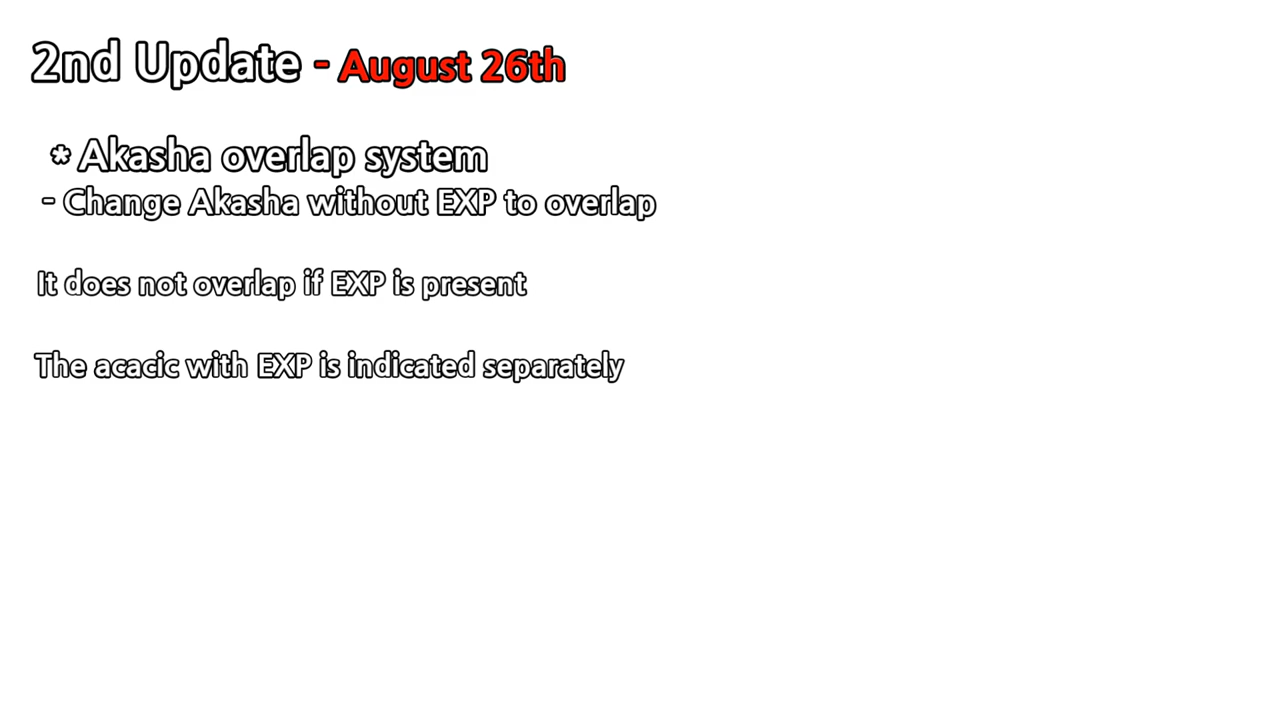 2nd Update - August 26th
* Akasha overlap system
- Change Akasha without EXP to overlap
It does not overlap if EXP is present
The acacic with EXP is indicated separately